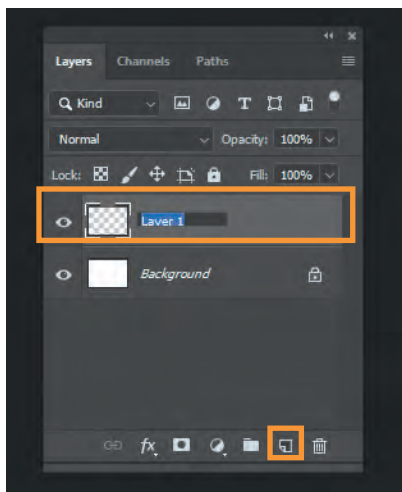 Layers Channels Paths
Kind
Normal Opacity: 100%
Lock: Fill: 100%
Layer 1
Background
fx